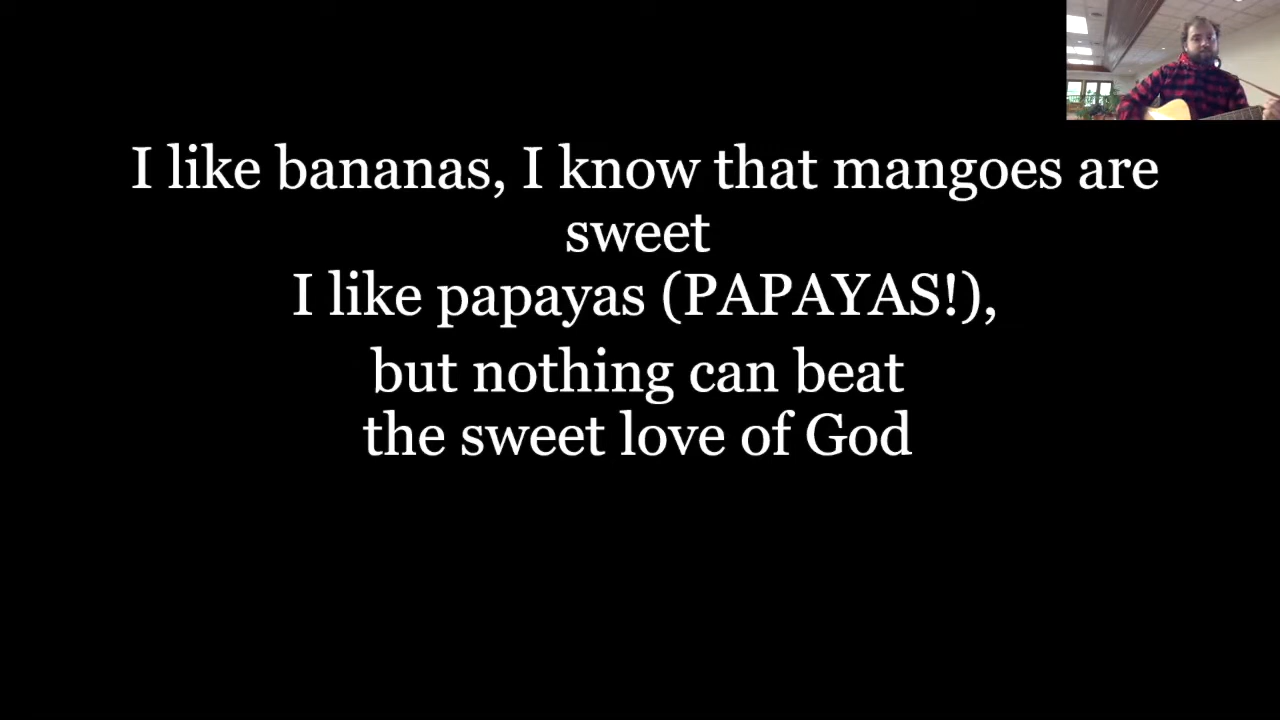 I like bananas, I know that mangoes are
sweet
I like papayas (PAPAYAS!),
but nothing can beat
the sweet love of God